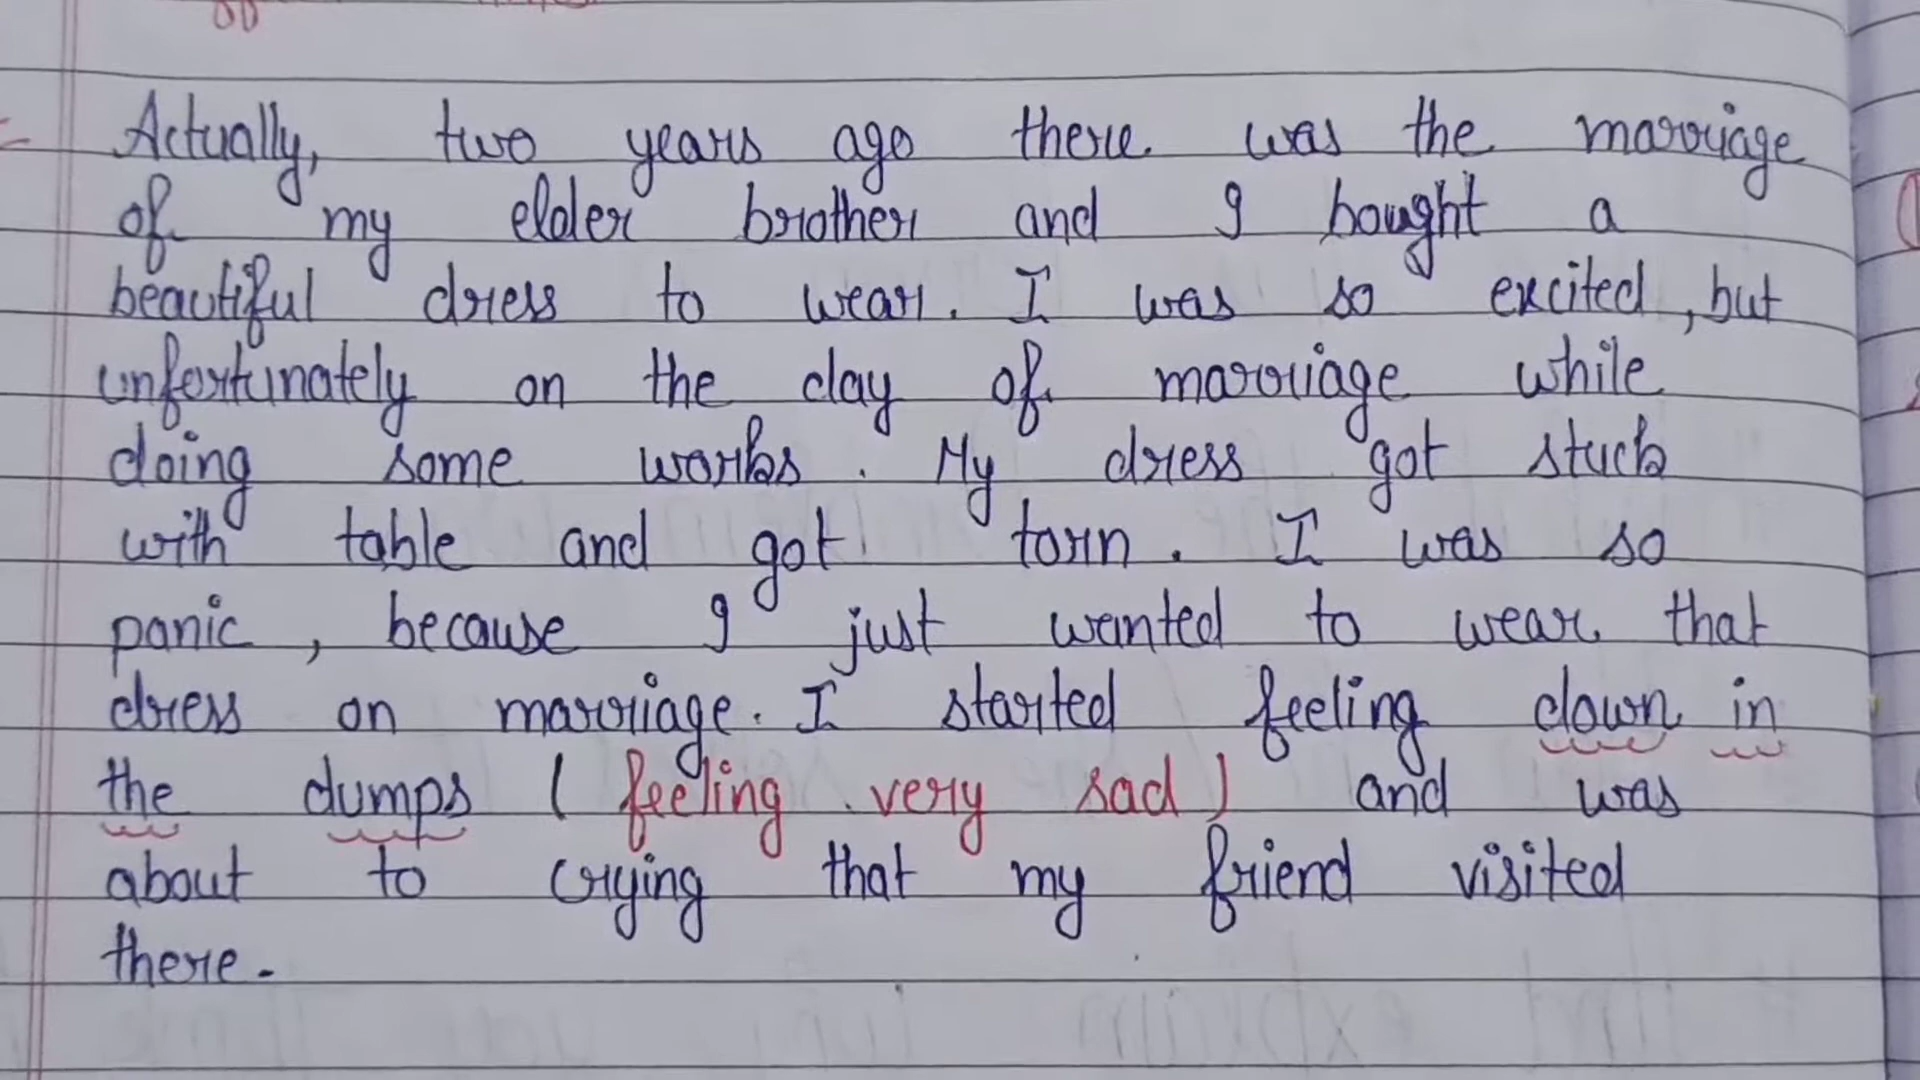 Actually, two years ago there was the marriage
of my elder brother and I bought a
beautiful dress to wear. I was so excited, but
unfortunately on the day of marriage while
doing some works. My dress got stuck
with table and got torn. I was so
panic, because I just wanted to wear that
dress on marriage. I started feeling down in
the dumps (feeling very sad) and was
about to crying that my friend visited
there.